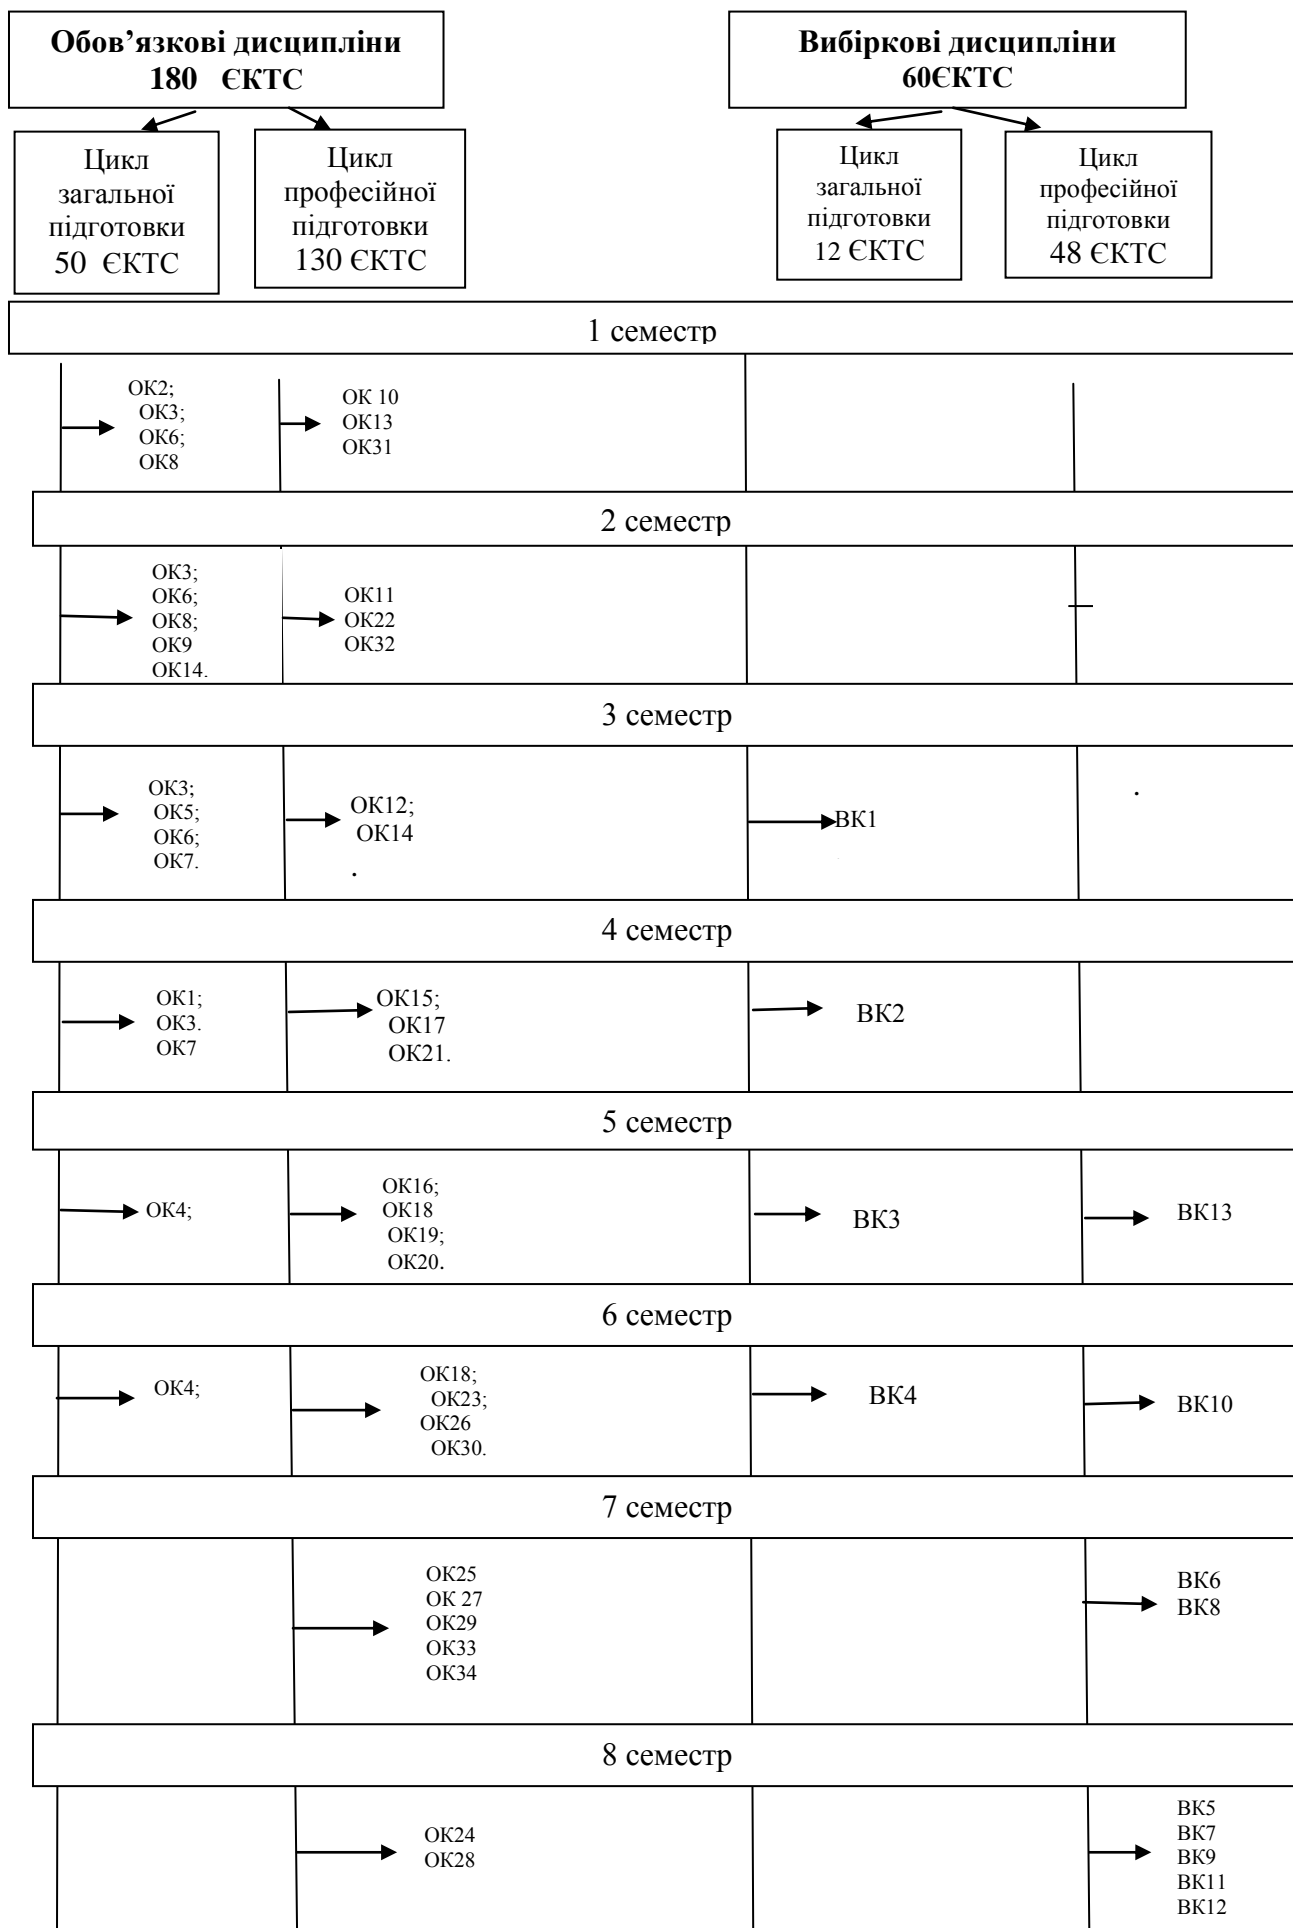 Обов’язкові дисципліни
180 ЄКТС
Вибіркові дисципліни
60ЄКТС
Цикл
загальної
підготовки
50 ЄКТС
Цикл
професійної
підготовки
130 ЄКТС
Цикл
загальної
підготовки
12 ЄКТС
Цикл
професійної
підготовки
48 ЄКТС
1 семестр
ОК2;
ОК3;
ОК6;
ОК8
ОК 10
ОК13
ОК31
2 семестр
ОК3;
ОК6;
ОК8;
ОК9
ОК14.
ОК11
ОК22
ОК32
3 семестр
ОК3;
ОК5;
ОК6;
ОК7.
ОК12;
ОК14
.
ВК1
.
4 семестр
ОК1;
ОК3.
ОК7
ОК15;
ОК17
ОК21.
ВК2
5 семестр
ОК4;
ОК16;
ОК18
ОК19;
ОК20.
ВК3
ВК13
6 семестр
ОК4;
ОК18;
ОК23;
ОК26
ОК30.
ВК4
ВК10
7 семестр
ОК25
ОК 27
ОК29
ОК33
ОК34
ВК6
ВК8
8 семестр
ОК24
ОК28
ВК5
ВК7
ВК9
ВК11
ВК12